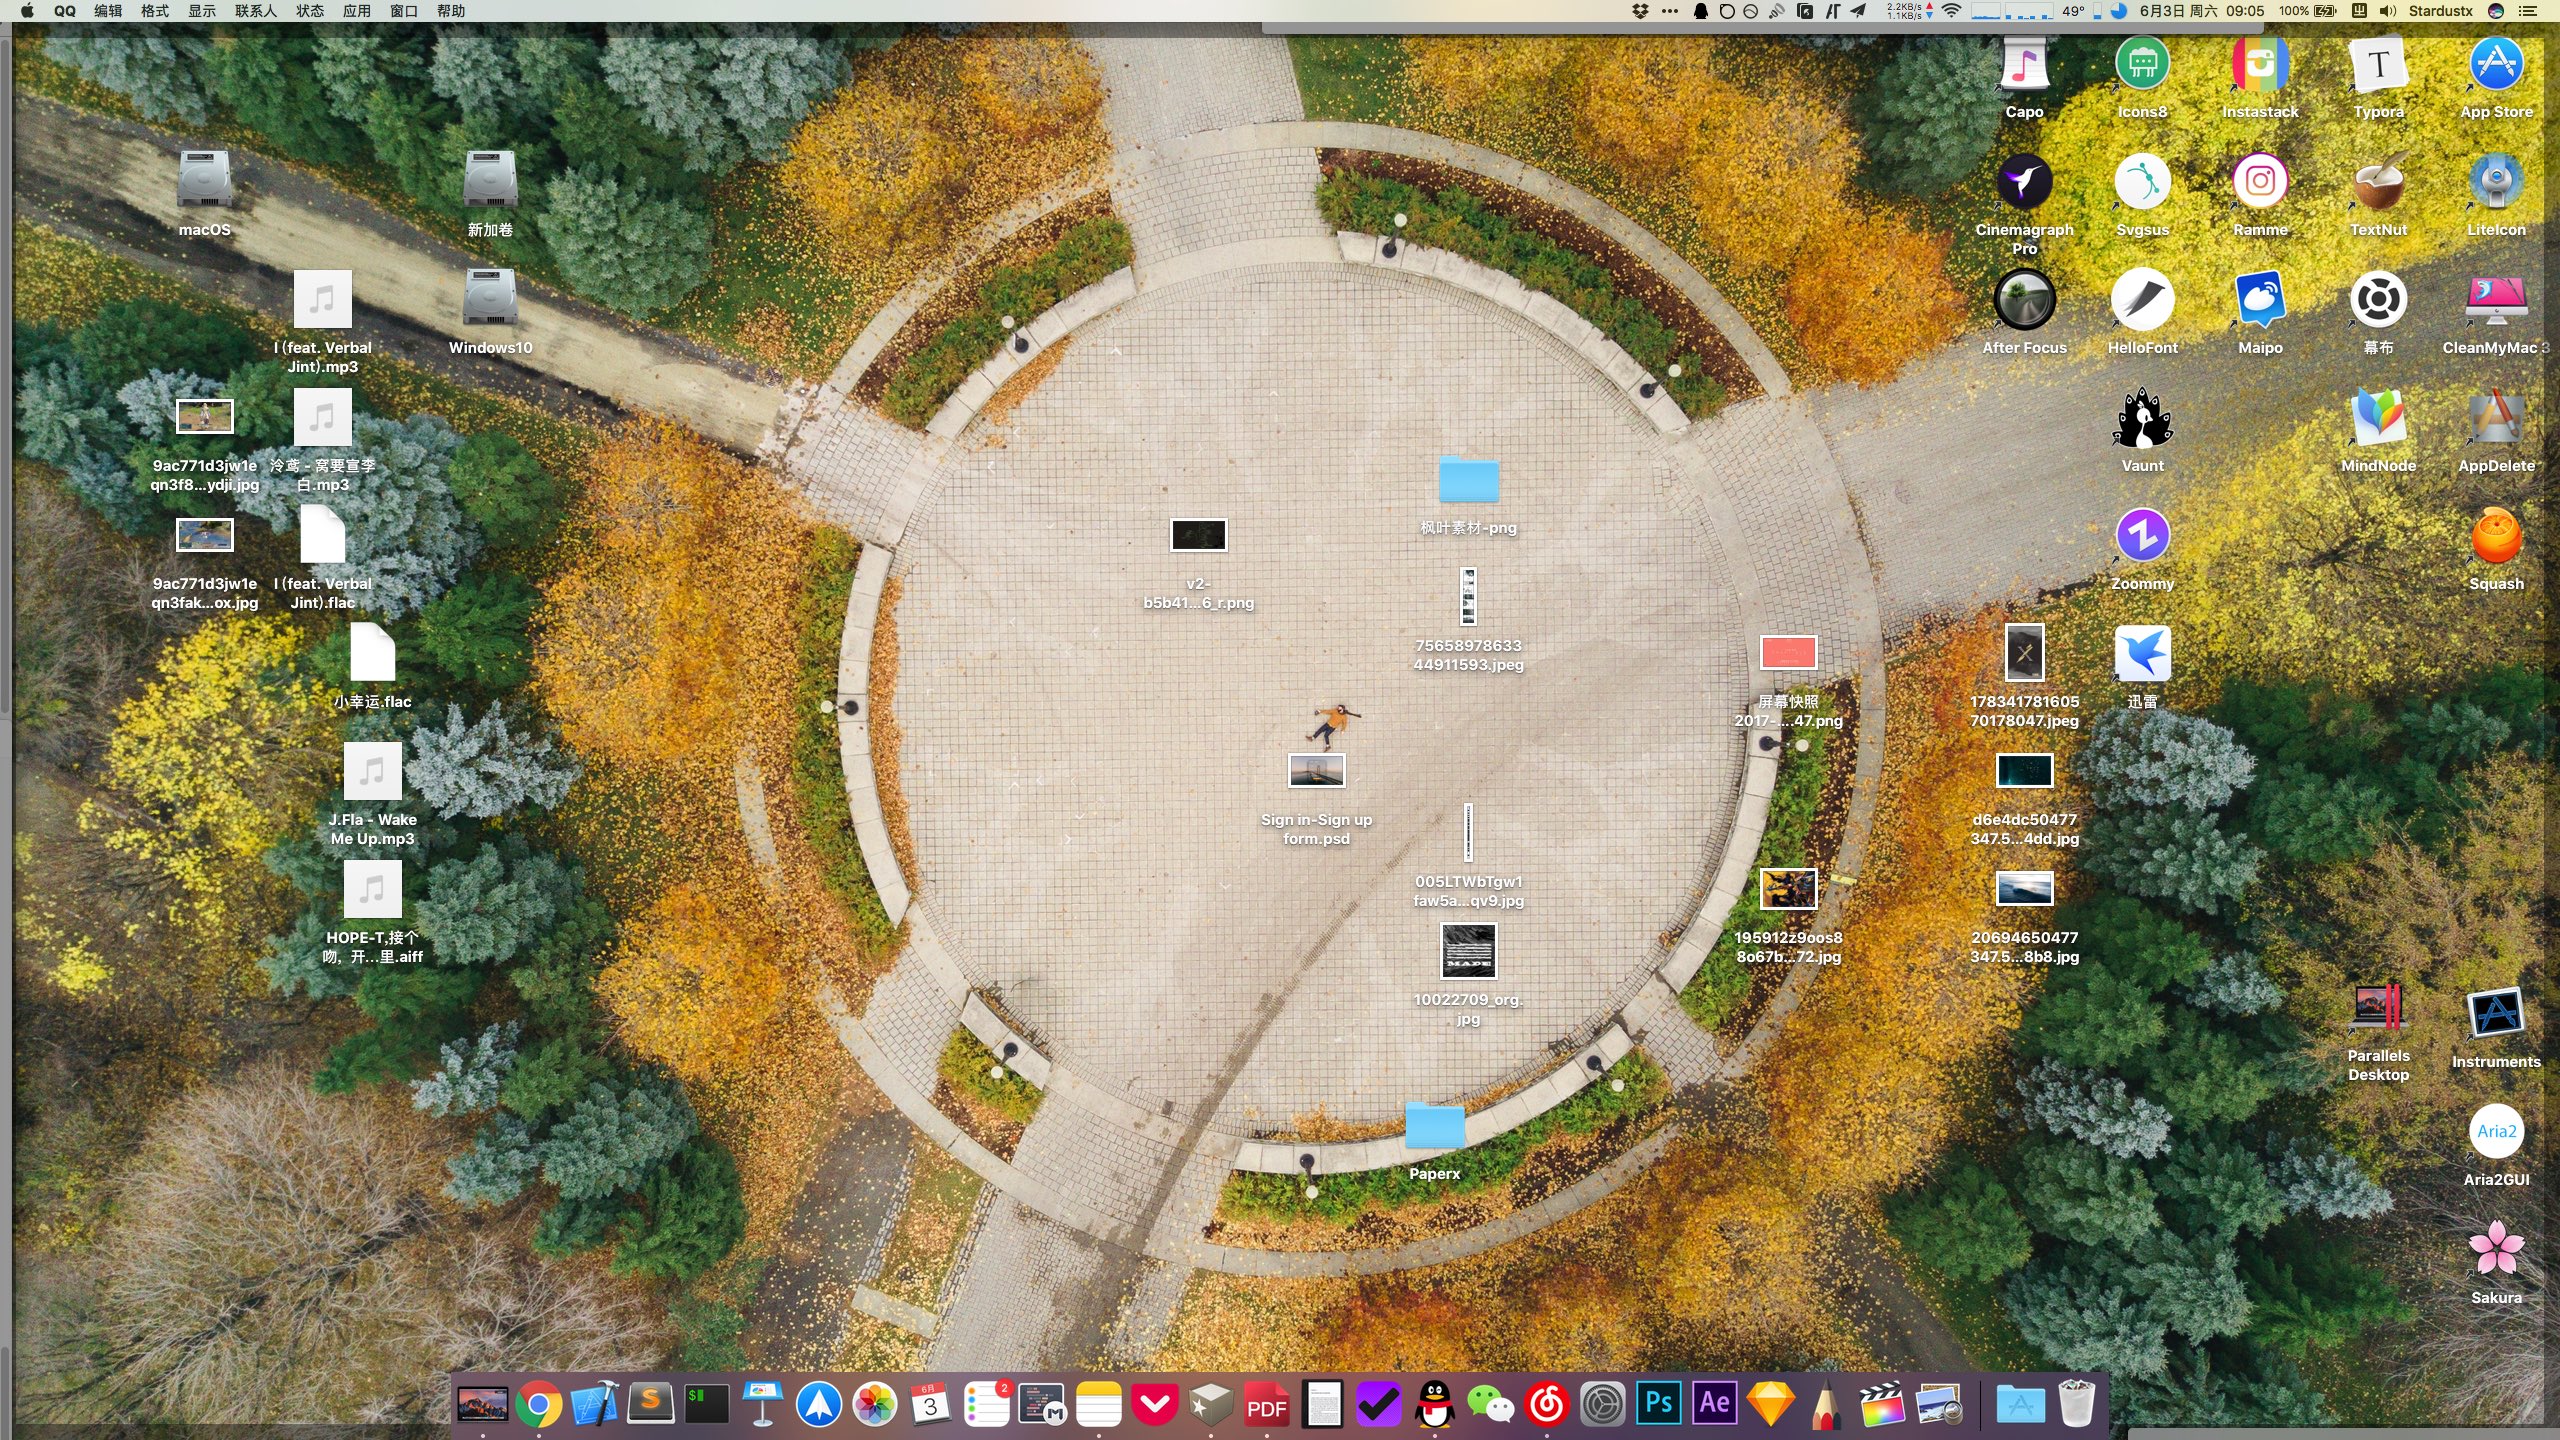 QQ 编辑 格式 显示 联系人 状态 应用 窗口 帮助
2.2KB/s
1.1KB/s
49° 6月3日 周六 09:05 100% Stardustx
Capo
Icons8
Instastack
T
Typora
App Store
macOS
新加卷
Cinemagraph
Pro
Svgsus
Ramme
TextNut
LiteIcon
I (feat. Verbal
Jint).mp3
Windows10
After Focus
HelloFont
Maipo
幕布
CleanMyMac 3
9ac771d3jw1e
qn3f8...ydji.jpg
泠鸢 - 窝要宣李
白.mp3
Vaunt
MindNode
AppDelete
枫叶素材-png
9ac771d3jw1e
qn3fak...ox.jpg
I (feat. Verbal
Jint).flac
v2-
b5b41...6_r.png
Zoommy
Squash
75658978633
44911593.jpeg
小幸运.flac
屏幕快照
2017-....47.png
178341781605
70178047.jpeg
迅雷
J.Fla - Wake
Me Up.mp3
Sign in-Sign up
form.psd
d6e4dc50477
347.5...4dd.jpg
005LTWbTgw1
faw5a...qv9.jpg
HOPE-T,接个
吻，开...里.aiff
195912z9oos8
8o67b...72.jpg
20694650477
347.5...8b8.jpg
MADE
10022709_org.
jpg
Parallels
Desktop
Instruments
Paperx
Aria2
Aria2GUI
Sakura
S
$
6月
3
2
M
PDF
Ps
Ae